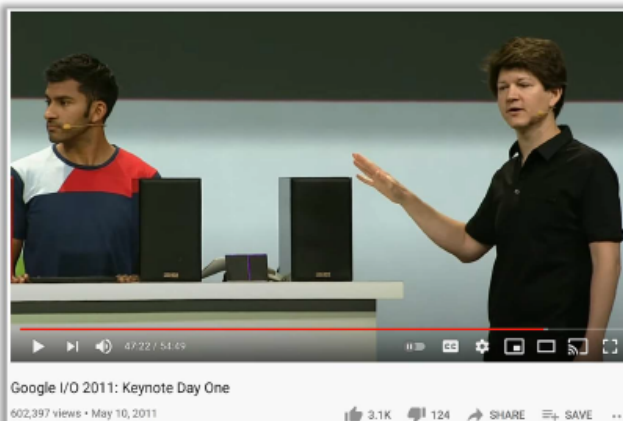 47:22 / 54:49
CC
Google I/O 2011: Keynote Day One
602,397 views • May 10, 2011
3.1K 124 SHARE SAVE